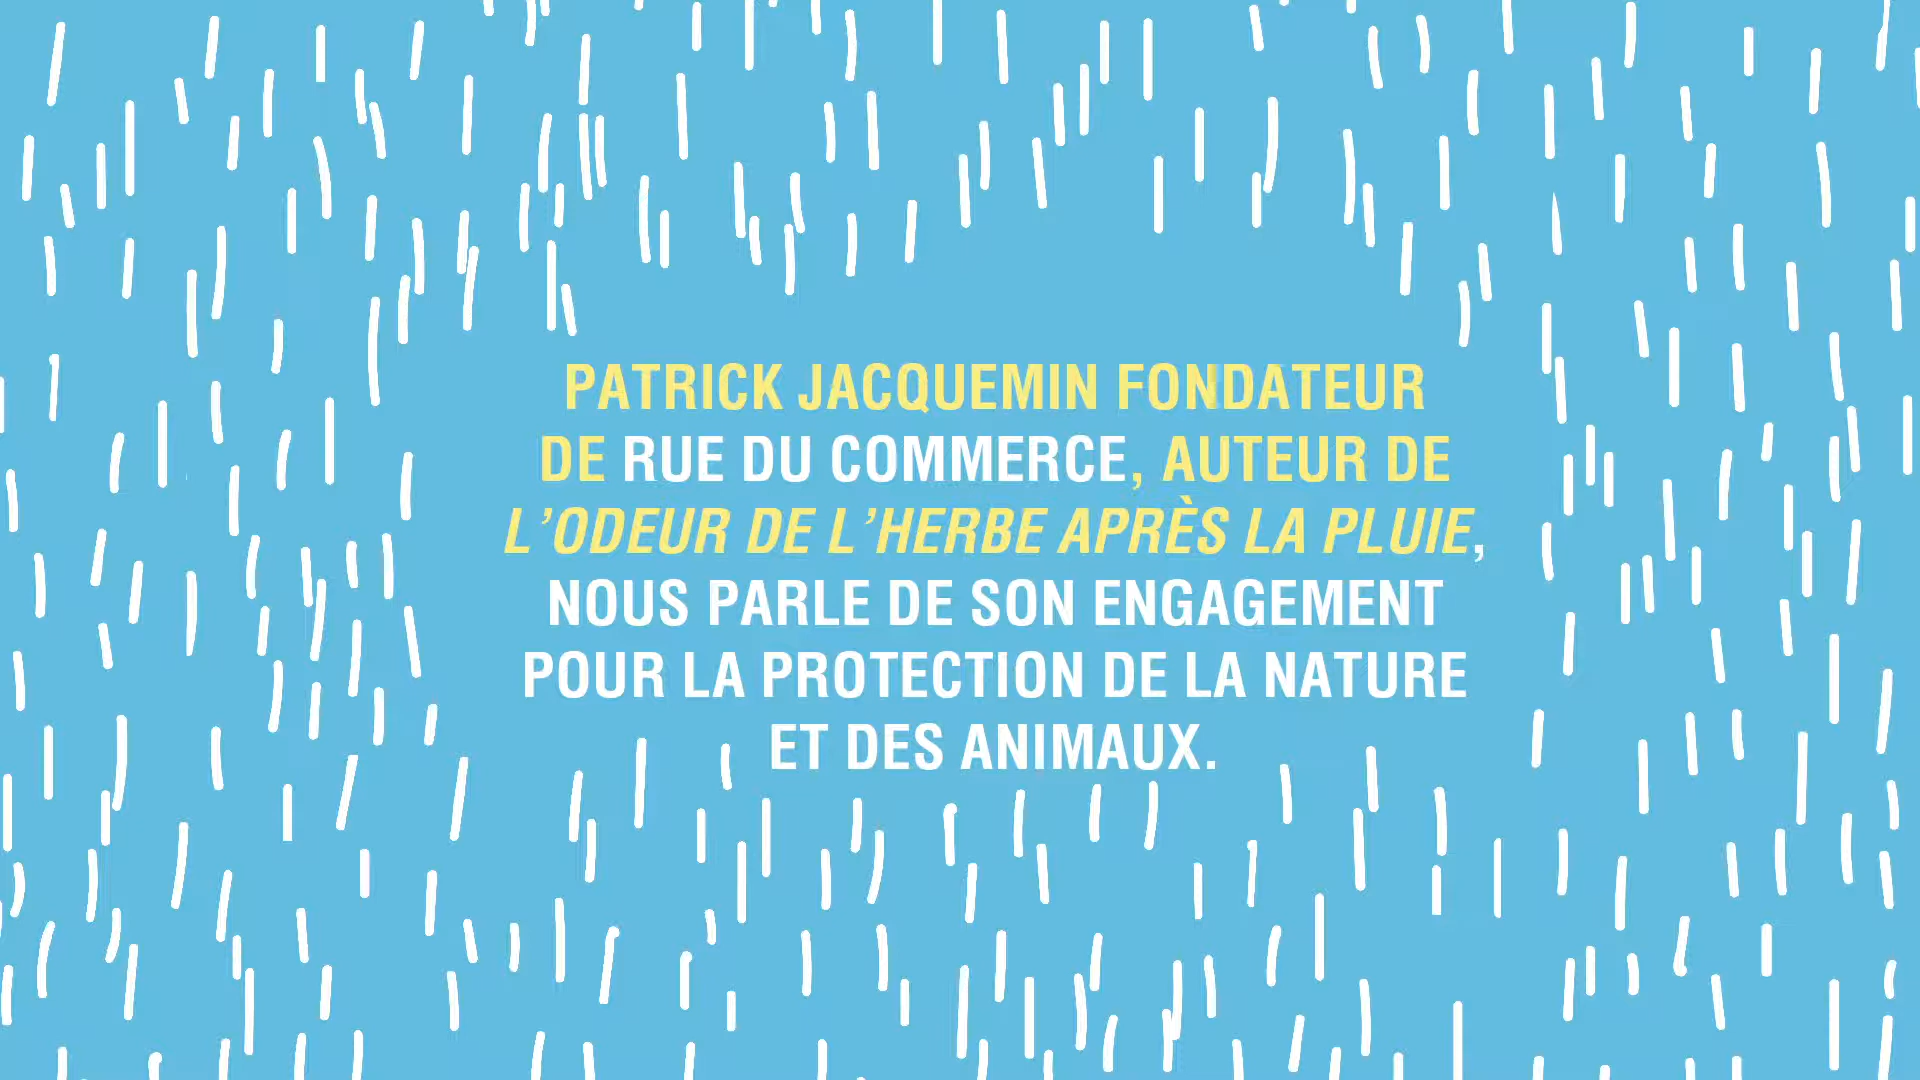 PATRICK JACQUEMIN FONDATEUR
DE RUE DU COMMERCE, AUTEUR DE
L’ODEUR DE L’HERBE APRÈS LA PLUIE,
NOUS PARLE DE SON ENGAGEMENT
POUR LA PROTECTION DE LA NATURE
ET DES ANIMAUX.